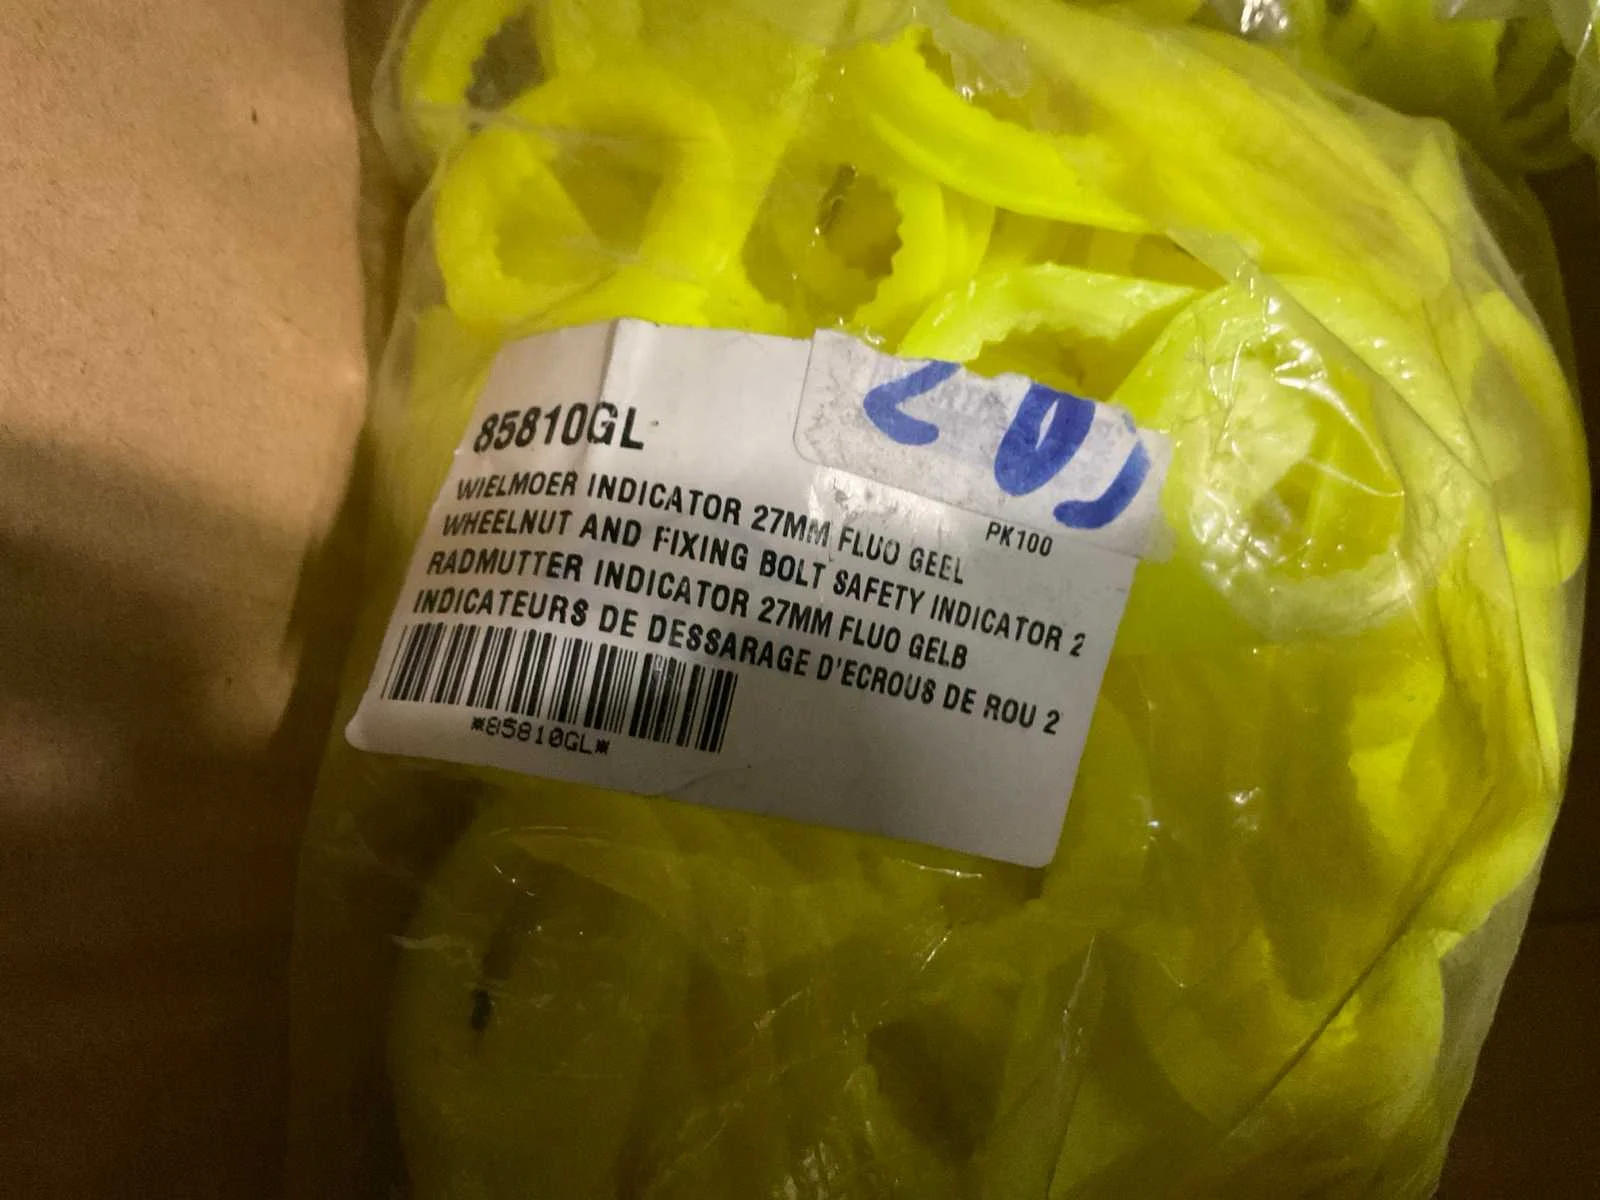 85810GL
PK100
WIELMOER INDICATOR 27MM FLUO GEEL
WHEELNUT AND FIXING BOLT SAFETY INDICATOR 2
RADMUTTER INDICATOR 27MM FLUO GELB
INDICATEURS DE DESSARAGE D'ECROUS DE ROU 2
*85810GL*